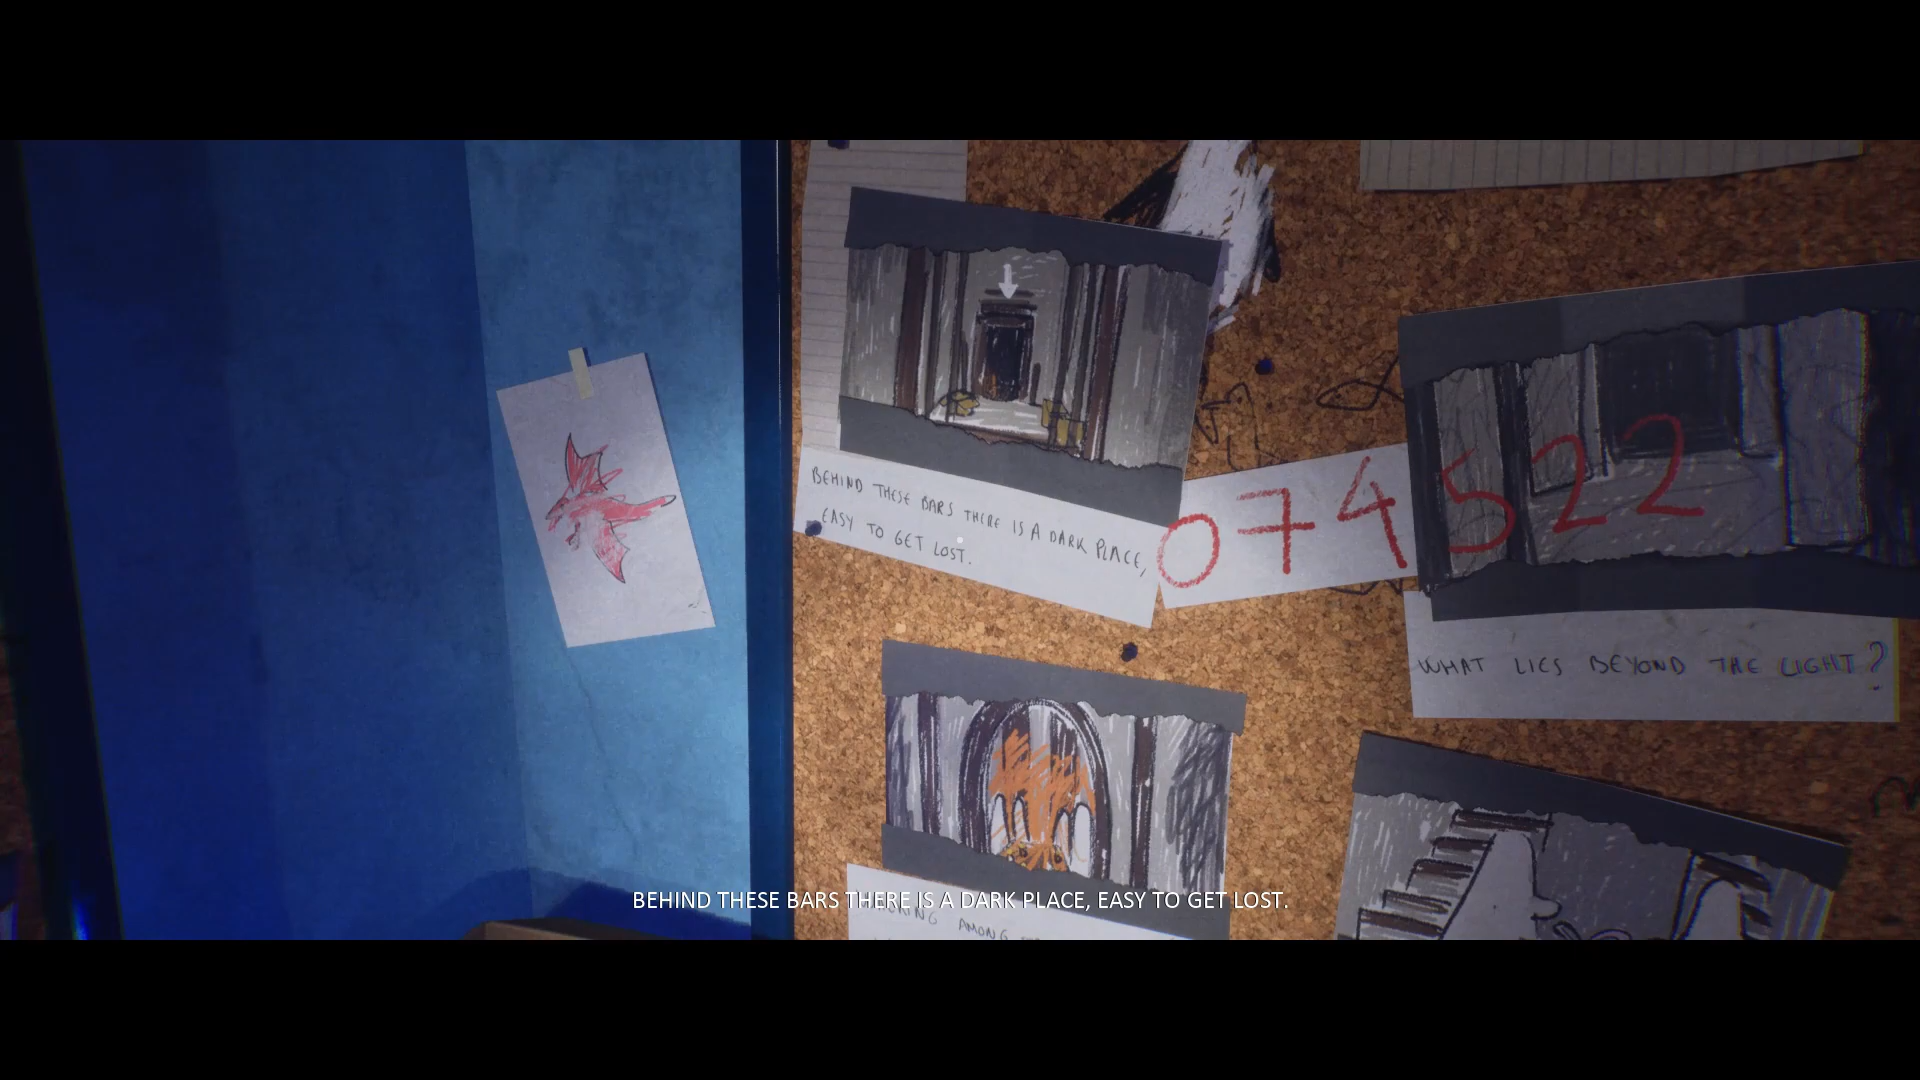 BEHIND THESE BARS THERE IS A DARK PLACE,
EASY TO GET LOST.
074522
WHAT LIES BEYOND THE LIGHT?
AMONG
BEHIND THESE BARS THERE IS A DARK PLACE, EASY TO GET LOST.